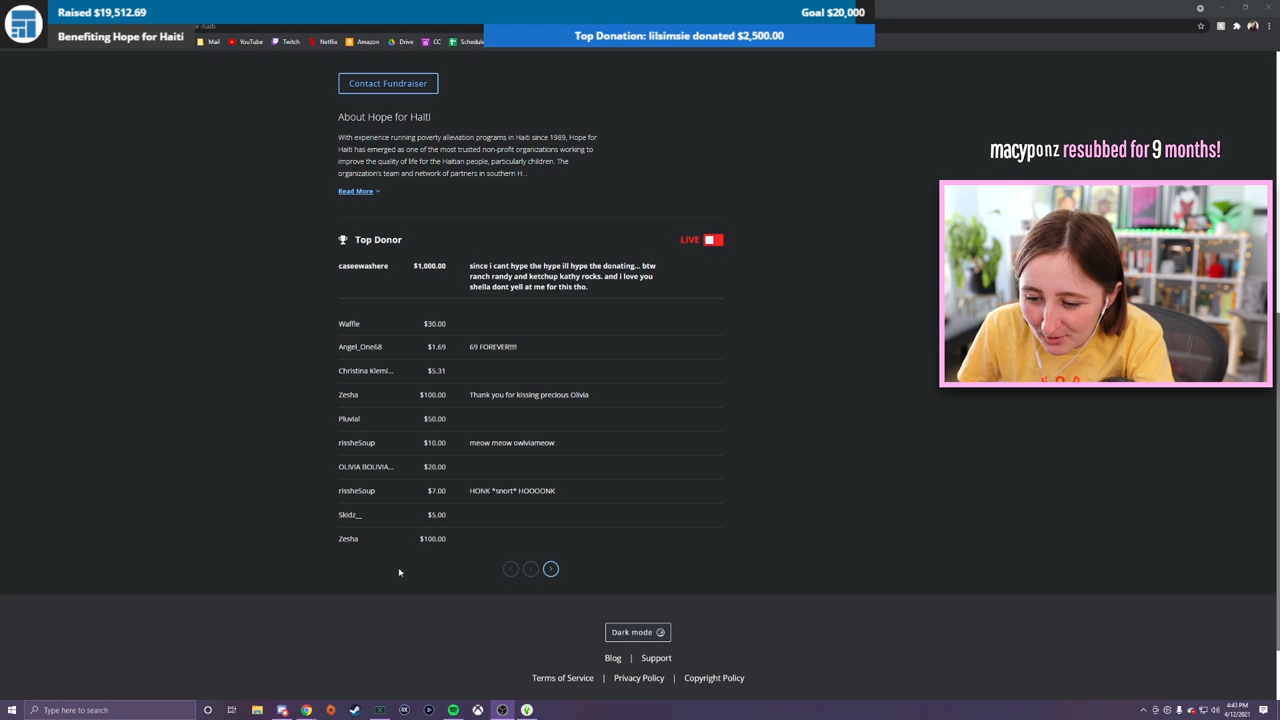 Raised $19,512.69
Goal $20,000
Benefiting Hope for Haiti
Top Donation: lilsimsie donated $2,500.00
or-haiti
Mail
YouTube
Twitch
Netflix
Amazon
Drive
CC
Schedule
Contact Fundraiser
About Hope for Haiti
With experience running poverty alleviation programs in Haiti since 1989, Hope for
Haiti has emerged as one of the most trusted non-profit organizations working to
improve the quality of life for the Haitian people, particularly children. The
organization's team and network of partners in southern H...
Read More
macyponz resubbed for 9 months!
Top Donor
LIVE
caseewashere $1,000.00 since i cant hype the hype ill hype the donating... btw
ranch randy and ketchup kathy rocks. and i love you
shella dont yell at me for this tho.
Waffle $30.00
Angel_One68 $1.69 69 FOREVER!!!!
Christina Klemi... $5.31
Zesha $100.00 Thank you for kissing precious Olivia
Pluvial $50.00
rissheSoup $10.00 meow meow owiviameow
OLIVIA BOLIVIA... $20.00
rissheSoup $7.00 HONK *snort* HOOOONK
Skidz__ $5.00
Zesha $100.00
Dark mode
Blog | Support
Terms of Service | Privacy Policy | Copyright Policy
Type here to search
4:43 PM
4/12/2021